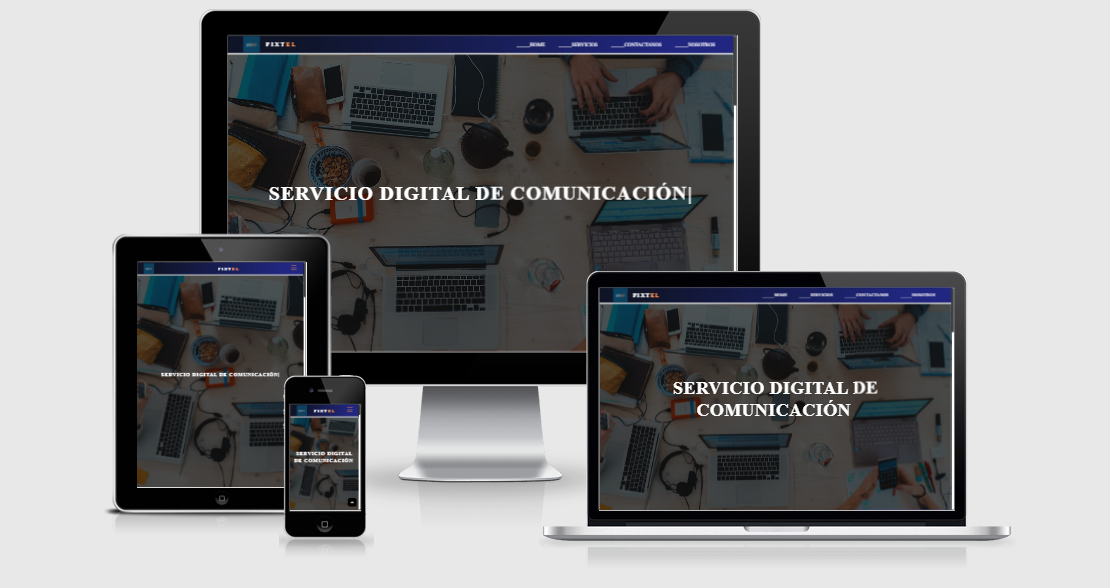 FIXTEL
HOME SERVICIOS CONTACTANOS NOSOTROS
SERVICIO DIGITAL DE COMUNICACIÓN|
FIXTEL
SERVICIO DIGITAL DE COMUNICACIÓN|
FIXTEL
SERVICIO DIGITAL
DE COMUNICACIÓN
FIXTEL
HOME SERVICIOS CONTACTANOS NOSOTROS
SERVICIO DIGITAL DE
COMUNICACIÓN